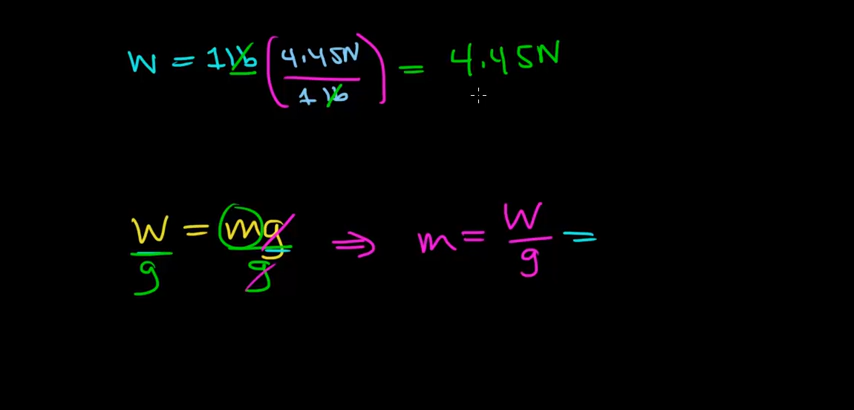 W = 1 lb (4.45N / 1 lb) = 4.45N
W/g = mg/g ⇒ m = W/g =